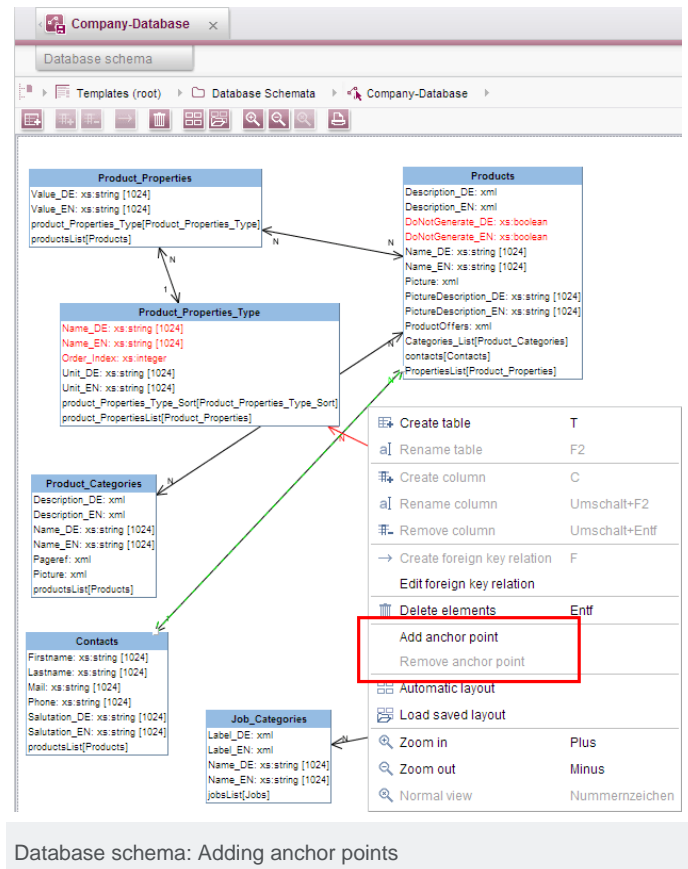 Company-Database
Database schema
Templates (root)
Database Schemata
Company-Database
Product_Properties
Value_DE: xs:string [1024]
Value_EN: xs:string [1024]
product_Properties_Type[Product_Properties_Type]
productsList[Products]
N
N
Products
Description_DE: xml
Description_EN: xml
DoNotGenerate_DE: xs:boolean
DoNotGenerate_EN: xs:boolean
Name_DE: xs:string [1024]
Name_EN: xs:string [1024]
Picture: xml
PictureDescription_DE: xs:string [1024]
PictureDescription_EN: xs:string [1024]
ProductOffers: xml
Categories_List[Product_Categories]
contacts[Contacts]
PropertiesList[Product_Properties]
N
1
N
Product_Properties_Type
Name_DE: xs:string [1024]
Name_EN: xs:string [1024]
Order_Index: xs:integer
Unit_DE: xs:string [1024]
Unit_EN: xs:string [1024]
product_Properties_Type_Sort[Product_Properties_Type_Sort]
product_PropertiesList[Product_Properties]
N
N
Product_Categories
Description_DE: xml
Description_EN: xml
Name_DE: xs:string [1024]
Name_EN: xs:string [1024]
Pageref: xml
Picture: xml
productsList[Products]
Contacts
Firstname: xs:string [1024]
Lastname: xs:string [1024]
Mail: xs:string [1024]
Phone: xs:string [1024]
Salutation_DE: xs:string [1024]
Salutation_EN: xs:string [1024]
productsList[Products]
Job_Categories
Label_DE: xml
Label_EN: xml
Name_DE: xs:string [1024]
Name_EN: xs:string [1024]
jobsList[Jobs]
N
Create table T
Rename table F2
Create column C
Rename column Umschalt+F2
Remove column Umschalt+Entf
Create foreign key relation F
Edit foreign key relation
Delete elements Entf
Add anchor point
Remove anchor point
Automatic layout
Load saved layout
Zoom in Plus
Zoom out Minus
Normal view Nummernzeichen
Database schema: Adding anchor points